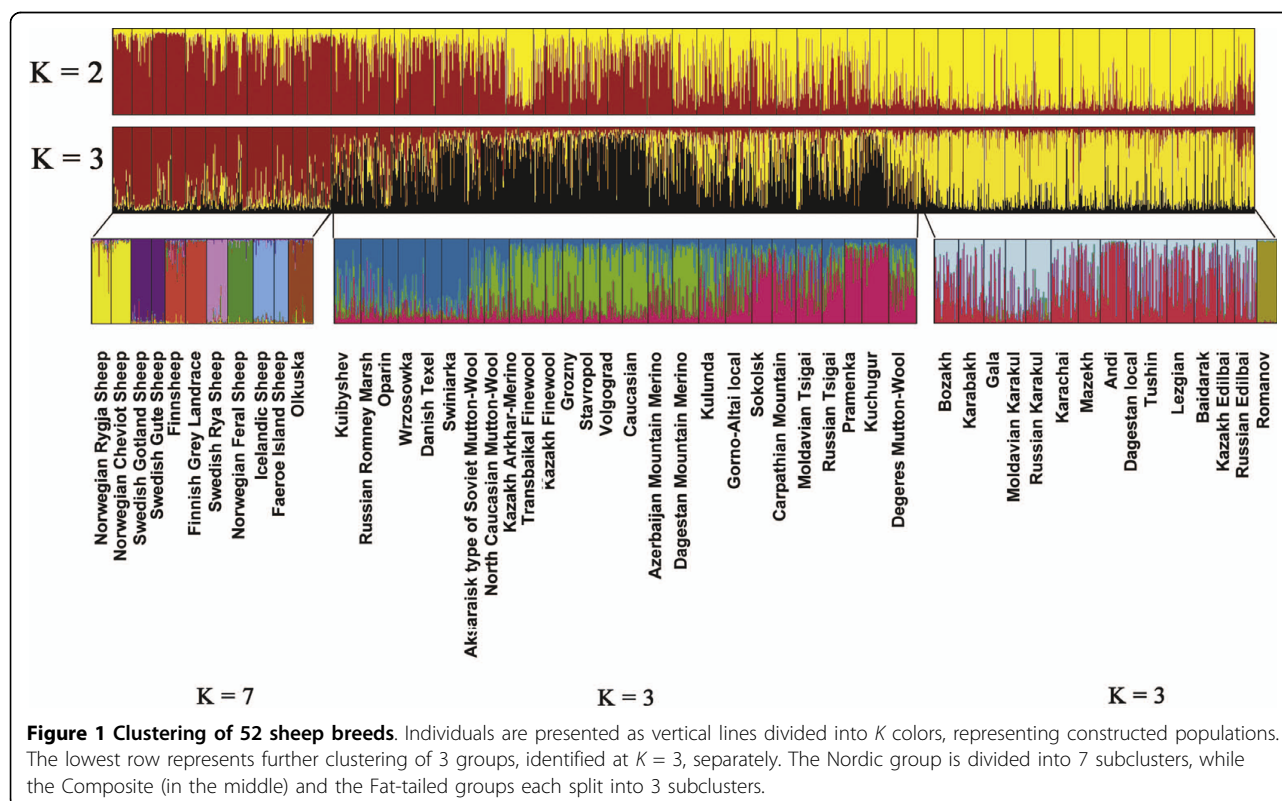 K = 2
K = 3
Norwegian Rygja Sheep
Norwegian Cheviot Sheep
Swedish Gotland Sheep
Swedish Gute Sheep
Finnsheep
Finnish Grey Landrace
Swedish Rya Sheep
Norwegian Feral Sheep
Icelandic Sheep
Faeroe Island Sheep
Olkuska
Kuibyshev
Russian Romney Marsh
Oparin
Wrzosowka
Danish Texel
Swiniarka
Aksaraisk type of Soviet Mutton-Wool
North Caucasian Mutton-Wool
Kazakh Arkhar-Merino
Transbaikal Finewool
Kazakh Finewool
Grozny
Stavropol
Volgograd
Caucasian
Azerbaijan Mountain Merino
Dagestan Mountain Merino
Kulunda
Gorno-Altai local
Sokolsk
Carpathian Mountain
Moldavian Tsigai
Russian Tsigai
Pramenka
Kuchugur
Degeres Mutton-Wool
Bozakh
Karabakh
Gala
Moldavian Karakul
Russian Karakul
Karachai
Mazekh
Andi
Dagestan local
Tushin
Lezgian
Baidarak
Kazakh Edilbai
Russian Edilbai
Romanov
K = 7
K = 3
K = 3
Figure 1 Clustering of 52 sheep breeds. Individuals are presented as vertical lines divided into K colors, representing constructed populations.
The lowest row represents further clustering of 3 groups, identified at K = 3, separately. The Nordic group is divided into 7 subclusters, while
the Composite (in the middle) and the Fat-tailed groups each split into 3 subclusters.